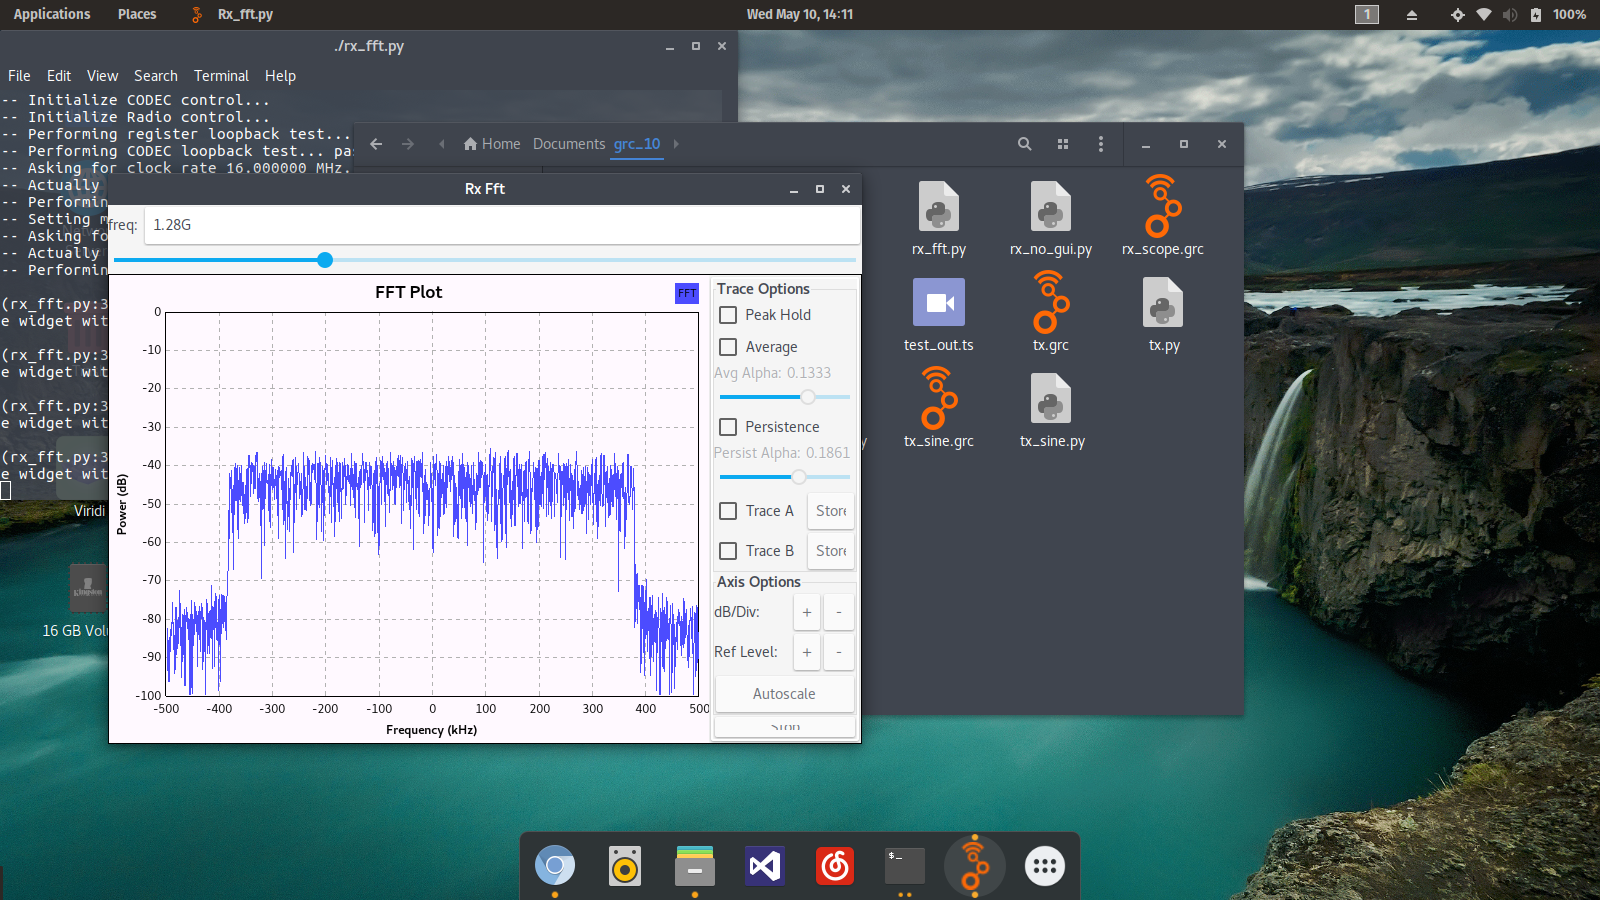 Applications Places Rx_fft.py Wed May 10, 14:11 1 100%
./rx_fft.py
File Edit View Search Terminal Help
-- Initialize CODEC control...
-- Initialize Radio control...
-- Performing register loopback test...
-- Performing CODEC loopback test... pa
-- Asking for clock rate 16.000000 MHz.
-- Actually
-- Performin
-- Setting m
-- Asking fo
-- Actually
-- Performin
(rx_fft.py:3
e widget wit
(rx_fft.py:3
e widget wit
(rx_fft.py:3
e widget wit
(rx_fft.py:3
e widget wit
Viridi
Kingston
16 GB Volu
Home Documents grc_10
rx_fft.py rx_no_gui.py rx_scope.grc
test_out.ts tx.grc tx.py
tx_sine.grc tx_sine.py
Rx Fft
freq: 1.28G
FFT Plot
FFT
0
-10
-20
-30
-40
-50
-60
-70
-80
-90
-100
Power (dB)
-500 -400 -300 -200 -100 0 100 200 300 400 500
Frequency (kHz)
Trace Options
Peak Hold
Average
Avg Alpha: 0.1333
Persistence
Persist Alpha: 0.1861
Trace A Store
Trace B Store
Axis Options
dB/Div: + -
Ref Level: + -
Autoscale
Stop
$_